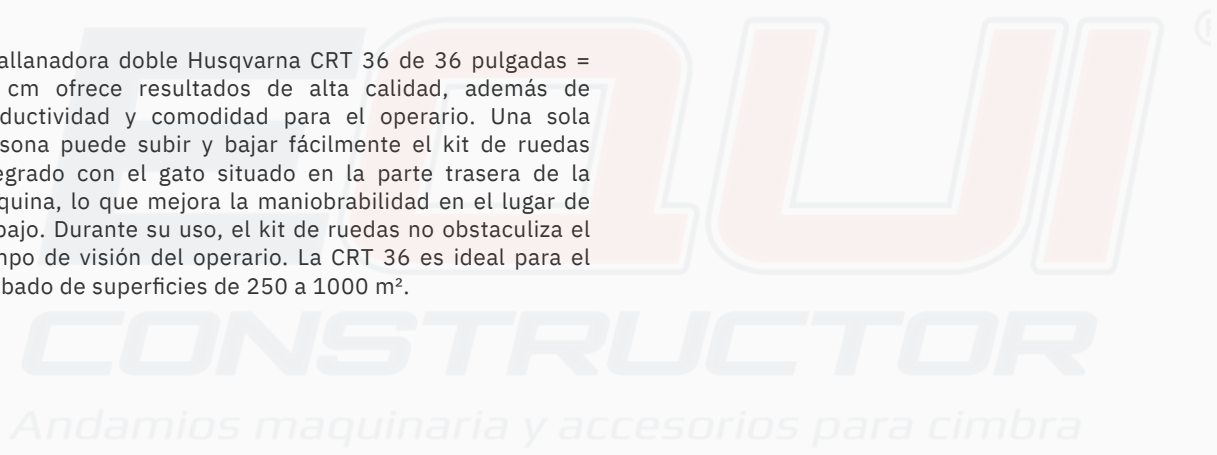 allanadora doble Husqvarna CRT 36 de 36 pulgadas =
cm ofrece resultados de alta calidad, además de
ductividad y comodidad para el operario. Una sola
sona puede subir y bajar fácilmente el kit de ruedas
egrado con el gato situado en la parte trasera de la
quina, lo que mejora la maniobrabilidad en el lugar de
bajo. Durante su uso, el kit de ruedas no obstaculiza el
mpo de visión del operario. La CRT 36 es ideal para el
bado de superficies de 250 a 1000 m².
EQUI ®
CONSTRUCTOR
Andamios maquinaria y accesorios para cimbra